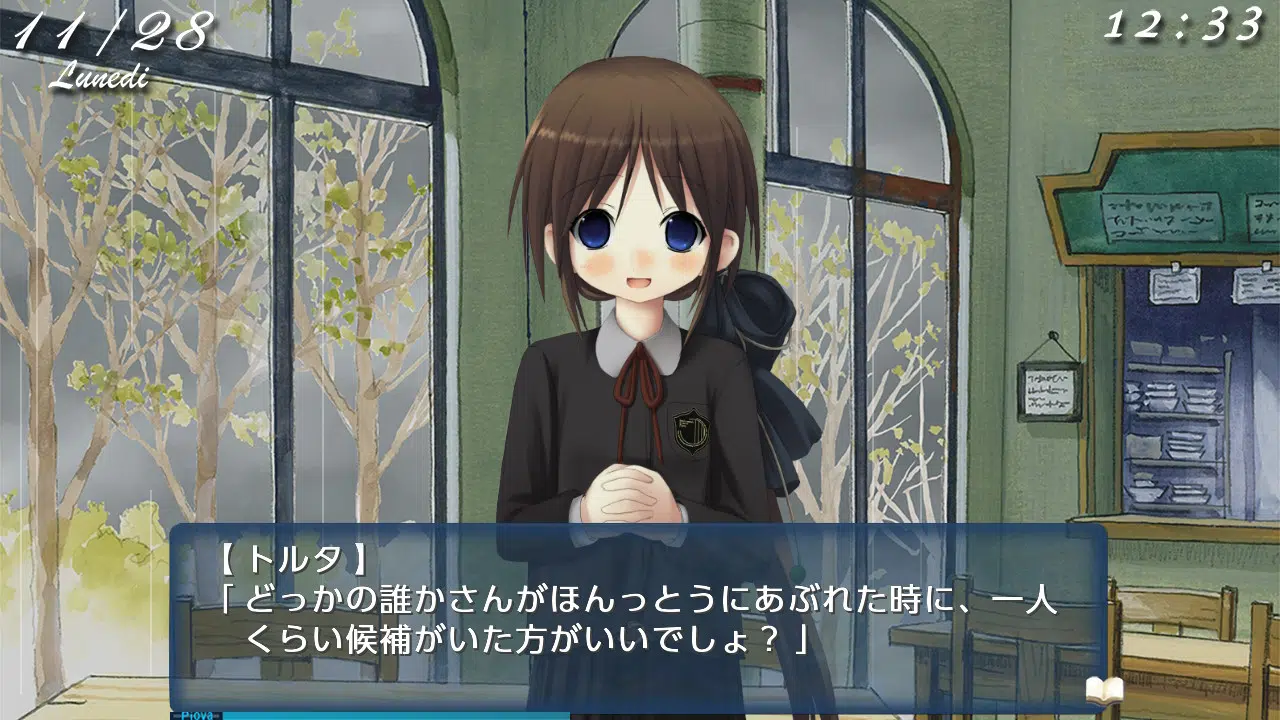 11/28
12:33
Lunedi
【トルタ】
「どっかの誰かさんがほんっとうにあぶれた時に、一人
くらい候補がいた方がいいでしょ？」
Piova